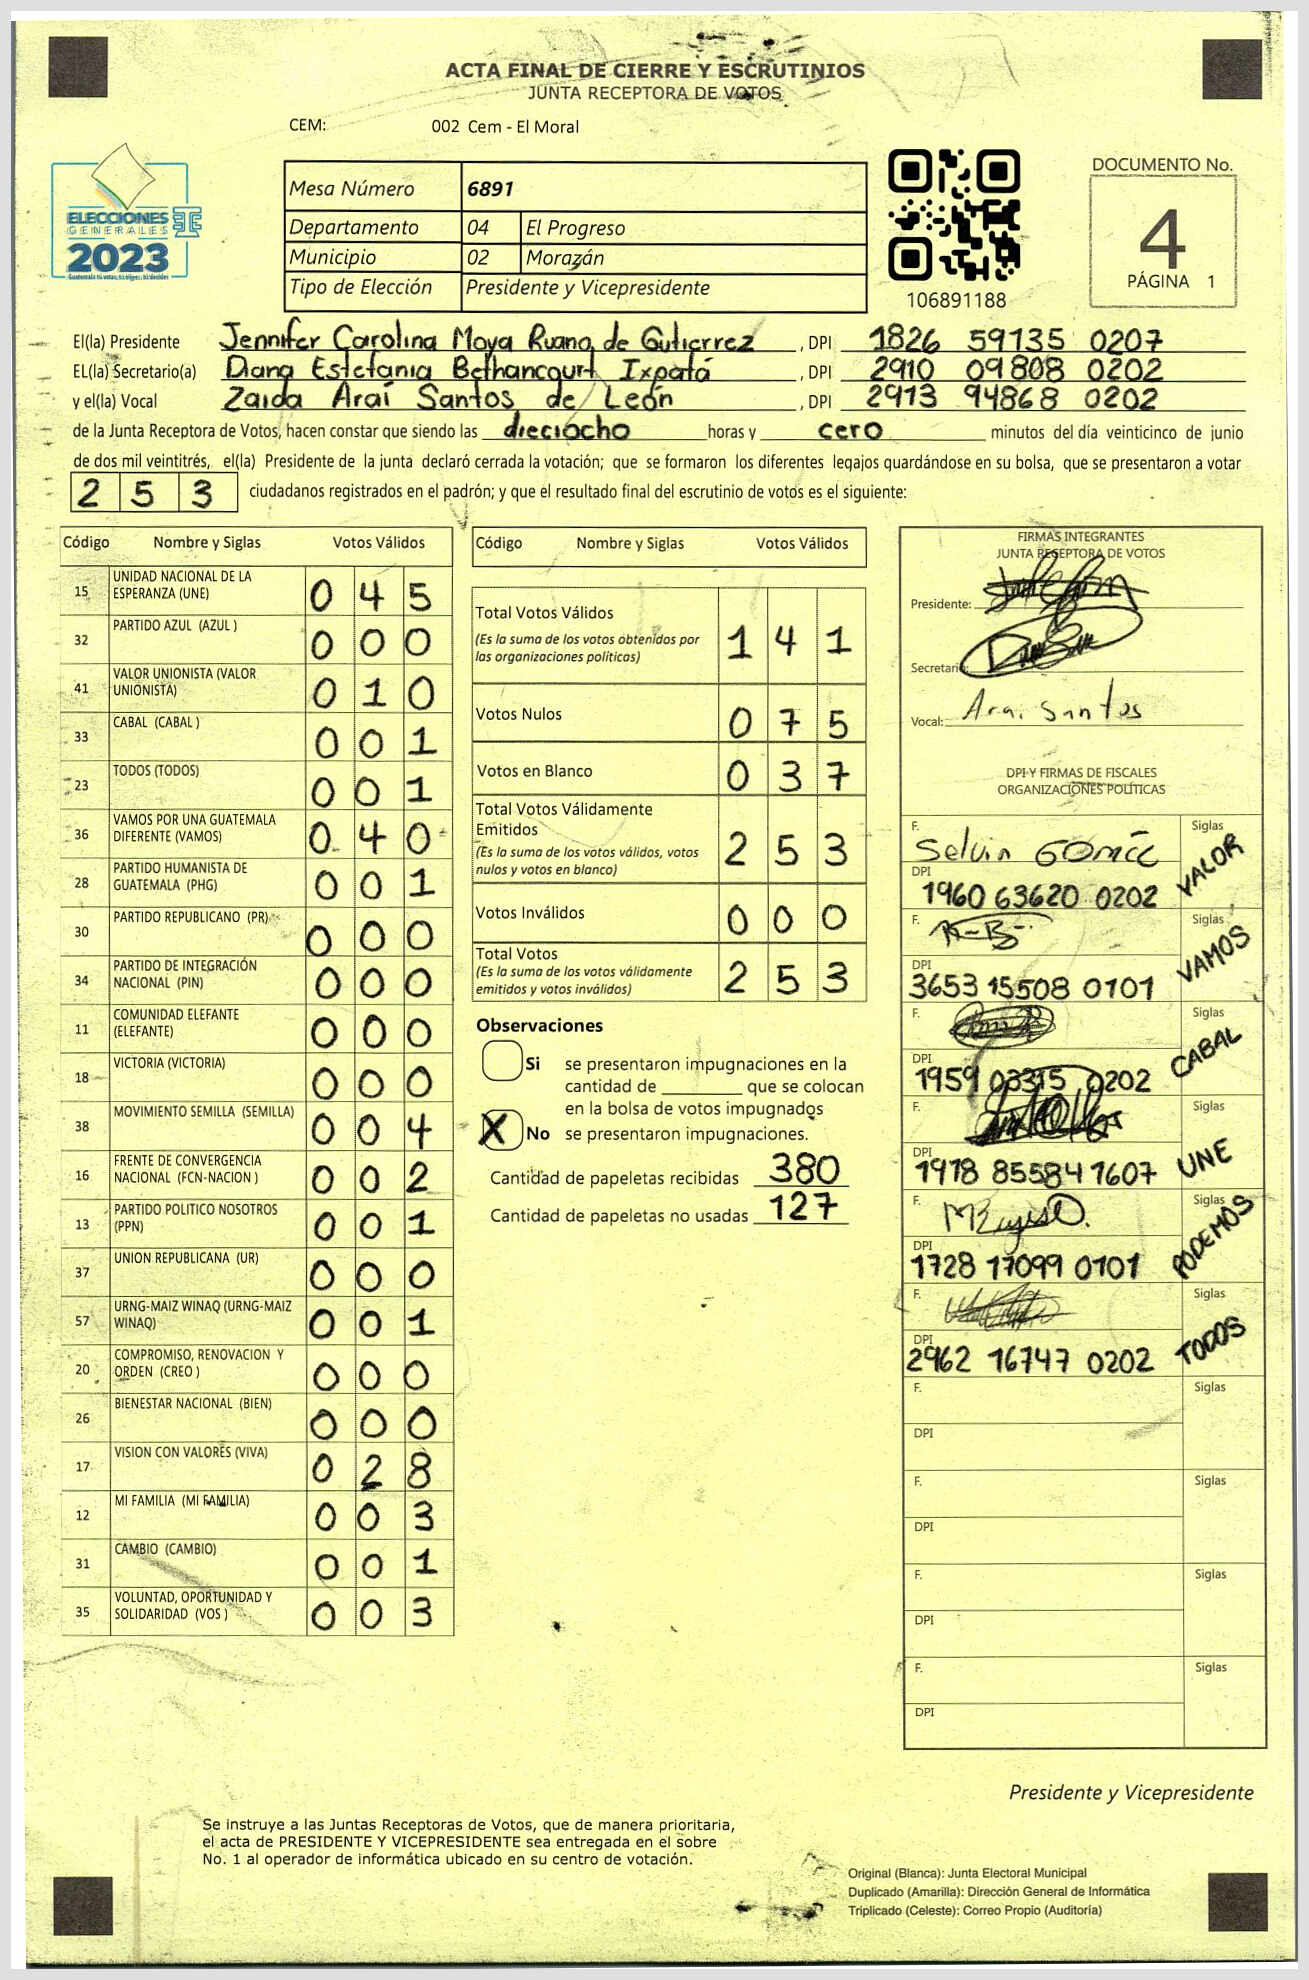 ACTA FINAL DE CIERRE Y ESCRUTINIOS
JUNTA RECEPTORA DE VOTOS
CEM: 002 Cem - El Moral
ELECCIONES
GENERALES
2023
Mesa Número 6891
Departamento 04 El Progreso
Municipio 02 Morazán
Tipo de Elección Presidente y Vicepresidente
106891188
DOCUMENTO No.
4
PÁGINA 1
El(la) Presidente Jennifer Carolina Moya Ruano de Gutierrez , DPI 1826 59135 0207
EL(la) Secretario(a) Diana Estefania Bethancourt Ixpatá , DPI 2910 09808 0202
y el(la) Vocal Zaida Araí Santos de León , DPI 2913 94868 0202
de la Junta Receptora de Votos, hacen constar que siendo las dieciocho horas y cero minutos del día veinticinco de junio
de dos mil veintitrés, el(la) Presidente de la junta declaró cerrada la votación; que se formaron los diferentes legajos guardándose en su bolsa, que se presentaron a votar
2 5 3 ciudadanos registrados en el padrón; y que el resultado final del escrutinio de votos es el siguiente:
Código Nombre y Siglas Votos Válidos
15 UNIDAD NACIONAL DE LA ESPERANZA (UNE) 0 4 5
32 PARTIDO AZUL (AZUL ) 0 0 0
41 VALOR UNIONISTA (VALOR UNIONISTA) 0 1 0
33 CABAL (CABAL ) 0 0 1
23 TODOS (TODOS) 0 0 1
36 VAMOS POR UNA GUATEMALA DIFERENTE (VAMOS) 0 4 0
28 PARTIDO HUMANISTA DE GUATEMALA (PHG) 0 0 1
30 PARTIDO REPUBLICANO (PR) 0 0 0
34 PARTIDO DE INTEGRACIÓN NACIONAL (PIN) 0 0 0
11 COMUNIDAD ELEFANTE (ELEFANTE) 0 0 0
18 VICTORIA (VICTORIA) 0 0 0
38 MOVIMIENTO SEMILLA (SEMILLA) 0 0 4
16 FRENTE DE CONVERGENCIA NACIONAL (FCN-NACION ) 0 0 2
13 PARTIDO POLITICO NOSOTROS (PPN) 0 0 1
37 UNION REPUBLICANA (UR) 0 0 0
57 URNG-MAIZ WINAQ (URNG-MAIZ WINAQ) 0 0 1
20 COMPROMISO, RENOVACION Y ORDEN (CREO ) 0 0 0
26 BIENESTAR NACIONAL (BIEN) 0 0 0
17 VISION CON VALORES (VIVA) 0 2 8
12 MI FAMILIA (MI FAMILIA) 0 0 3
31 CAMBIO (CAMBIO) 0 0 1
35 VOLUNTAD, OPORTUNIDAD Y SOLIDARIDAD (VOS ) 0 0 3
Código Nombre y Siglas Votos Válidos
Total Votos Válidos
(Es la suma de los votos obtenidos por
las organizaciones políticas) 1 4 1
Votos Nulos 0 7 5
Votos en Blanco 0 3 7
Total Votos Válidamente
Emitidos
(Es la suma de los votos válidos, votos
nulos y votos en blanco) 2 5 3
Votos Inválidos 0 0 0
Total Votos
(Es la suma de los votos válidamente
emitidos y votos inválidos) 2 5 3
Observaciones
Si se presentaron impugnaciones en la
cantidad de ________ que se colocan
en la bolsa de votos impugnados
X No se presentaron impugnaciones.
Cantidad de papeletas recibidas 380
Cantidad de papeletas no usadas 127
FIRMAS INTEGRANTES
JUNTA RECEPTORA DE VOTOS
Presidente:
Secretario:
Vocal: Araí Santos
DPI Y FIRMAS DE FISCALES
ORGANIZACIONES POLÍTICAS
F. Selvin Siglas VALOR
DPI 1960 63620 0202
F. Siglas VAMOS
DPI 3653 15508 0101
F. Siglas CABAL
DPI 1959 03315 0202
F. Siglas UNE
DPI 1978 85584 1607
F. Siglas PODEMOS
DPI 1728 17099 0101
F. Siglas TODOS
DPI 2962 16747 0202
F. Siglas
DPI
F. Siglas
DPI
F. Siglas
DPI
F. Siglas
DPI
Presidente y Vicepresidente
Se instruye a las Juntas Receptoras de Votos, que de manera prioritaria,
el acta de PRESIDENTE Y VICEPRESIDENTE sea entregada en el sobre
No. 1 al operador de informática ubicado en su centro de votación.
Original (Blanca): Junta Electoral Municipal
Duplicado (Amarilla): Dirección General de Informática
Triplicado (Celeste): Correo Propio (Auditoría)